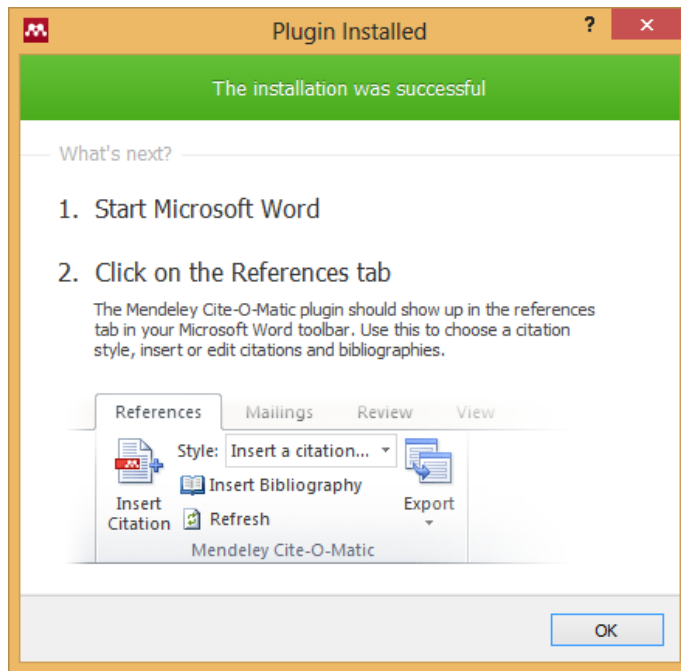 Plugin Installed ?
The installation was successful
What's next?
1. Start Microsoft Word
2. Click on the References tab
The Mendeley Cite-O-Matic plugin should show up in the references
tab in your Microsoft Word toolbar. Use this to choose a citation
style, insert or edit citations and bibliographies.
References Mailings Review View
Style: Insert a citation...
Insert Bibliography
Insert
Citation
Refresh
Export
Mendeley Cite-O-Matic
OK